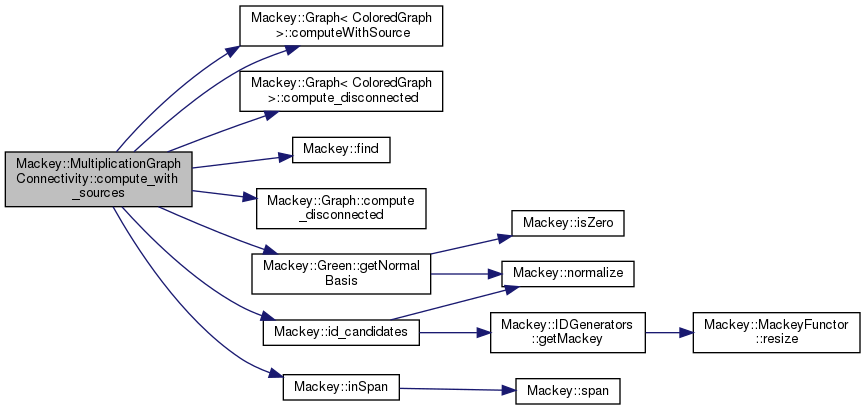 Mackey::MultiplicationGraph
Connectivity::compute_with
_sources
Mackey::Graph< ColoredGraph
>::computeWithSource
Mackey::Graph< ColoredGraph
>::compute_disconnected
Mackey::find
Mackey::Graph::compute
_disconnected
Mackey::Green::getNormal
Basis
Mackey::isZero
Mackey::normalize
Mackey::id_candidates
Mackey::IDGenerators
::getMackey
Mackey::MackeyFunctor
::resize
Mackey::inSpan
Mackey::span